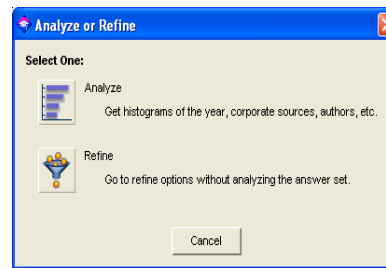 Analyze or Refine
Select One:
Analyze
Get histograms of the year, corporate sources, authors, etc.
Refine
Go to refine options without analyzing the answer set.
Cancel